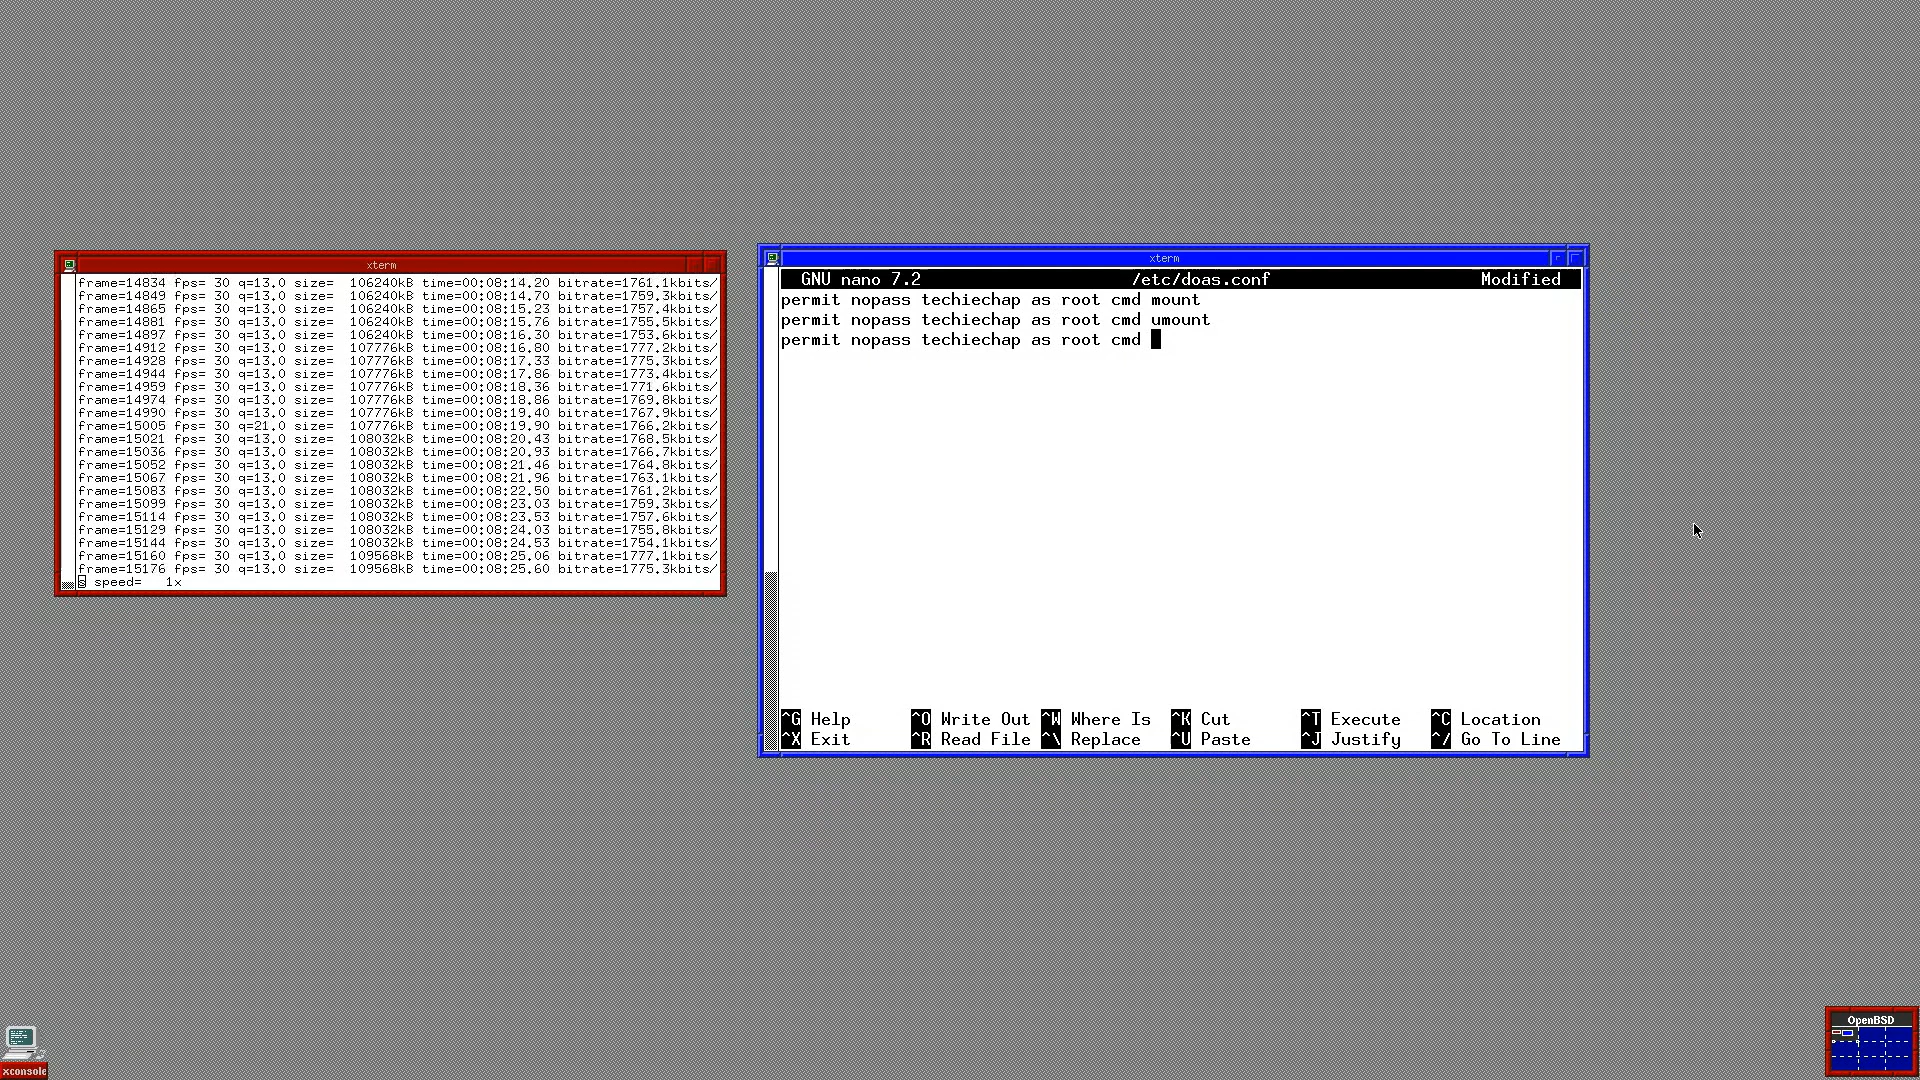 xterm
frame=14834 fps= 30 q=13.0 size=  106240kB time=00:08:14.20 bitrate=1761.1kbits/
frame=14849 fps= 30 q=13.0 size=  106240kB time=00:08:14.70 bitrate=1759.3kbits/
frame=14865 fps= 30 q=13.0 size=  106240kB time=00:08:15.23 bitrate=1757.4kbits/
frame=14881 fps= 30 q=13.0 size=  106240kB time=00:08:15.76 bitrate=1755.5kbits/
frame=14897 fps= 30 q=13.0 size=  106240kB time=00:08:16.30 bitrate=1753.6kbits/
frame=14912 fps= 30 q=13.0 size=  107776kB time=00:08:16.80 bitrate=1777.2kbits/
frame=14928 fps= 30 q=13.0 size=  107776kB time=00:08:17.33 bitrate=1775.3kbits/
frame=14944 fps= 30 q=13.0 size=  107776kB time=00:08:17.86 bitrate=1773.4kbits/
frame=14959 fps= 30 q=13.0 size=  107776kB time=00:08:18.36 bitrate=1771.6kbits/
frame=14974 fps= 30 q=13.0 size=  107776kB time=00:08:18.86 bitrate=1769.8kbits/
frame=14990 fps= 30 q=13.0 size=  107776kB time=00:08:19.40 bitrate=1767.9kbits/
frame=15005 fps= 30 q=21.0 size=  107776kB time=00:08:19.90 bitrate=1766.2kbits/
frame=15021 fps= 30 q=13.0 size=  108032kB time=00:08:20.43 bitrate=1768.5kbits/
frame=15036 fps= 30 q=13.0 size=  108032kB time=00:08:20.93 bitrate=1766.7kbits/
frame=15052 fps= 30 q=13.0 size=  108032kB time=00:08:21.46 bitrate=1764.8kbits/
frame=15067 fps= 30 q=13.0 size=  108032kB time=00:08:21.96 bitrate=1763.1kbits/
frame=15083 fps= 30 q=13.0 size=  108032kB time=00:08:22.50 bitrate=1761.2kbits/
frame=15099 fps= 30 q=13.0 size=  108032kB time=00:08:23.03 bitrate=1759.3kbits/
frame=15114 fps= 30 q=13.0 size=  108032kB time=00:08:23.53 bitrate=1757.6kbits/
frame=15129 fps= 30 q=13.0 size=  108032kB time=00:08:24.03 bitrate=1755.8kbits/
frame=15144 fps= 30 q=13.0 size=  108032kB time=00:08:24.53 bitrate=1754.1kbits/
frame=15160 fps= 30 q=13.0 size=  109568kB time=00:08:25.06 bitrate=1777.1kbits/
frame=15176 fps= 30 q=13.0 size=  109568kB time=00:08:25.60 bitrate=1775.3kbits/
s speed=   1x
xterm
GNU nano 7.2 /etc/doas.conf Modified
permit nopass techiechap as root cmd mount
permit nopass techiechap as root cmd umount
permit nopass techiechap as root cmd
^G Help ^O Write Out ^W Where Is ^K Cut ^T Execute ^C Location
^X Exit ^R Read File ^\ Replace ^U Paste ^J Justify ^/ Go To Line
xconsole
OpenBSD